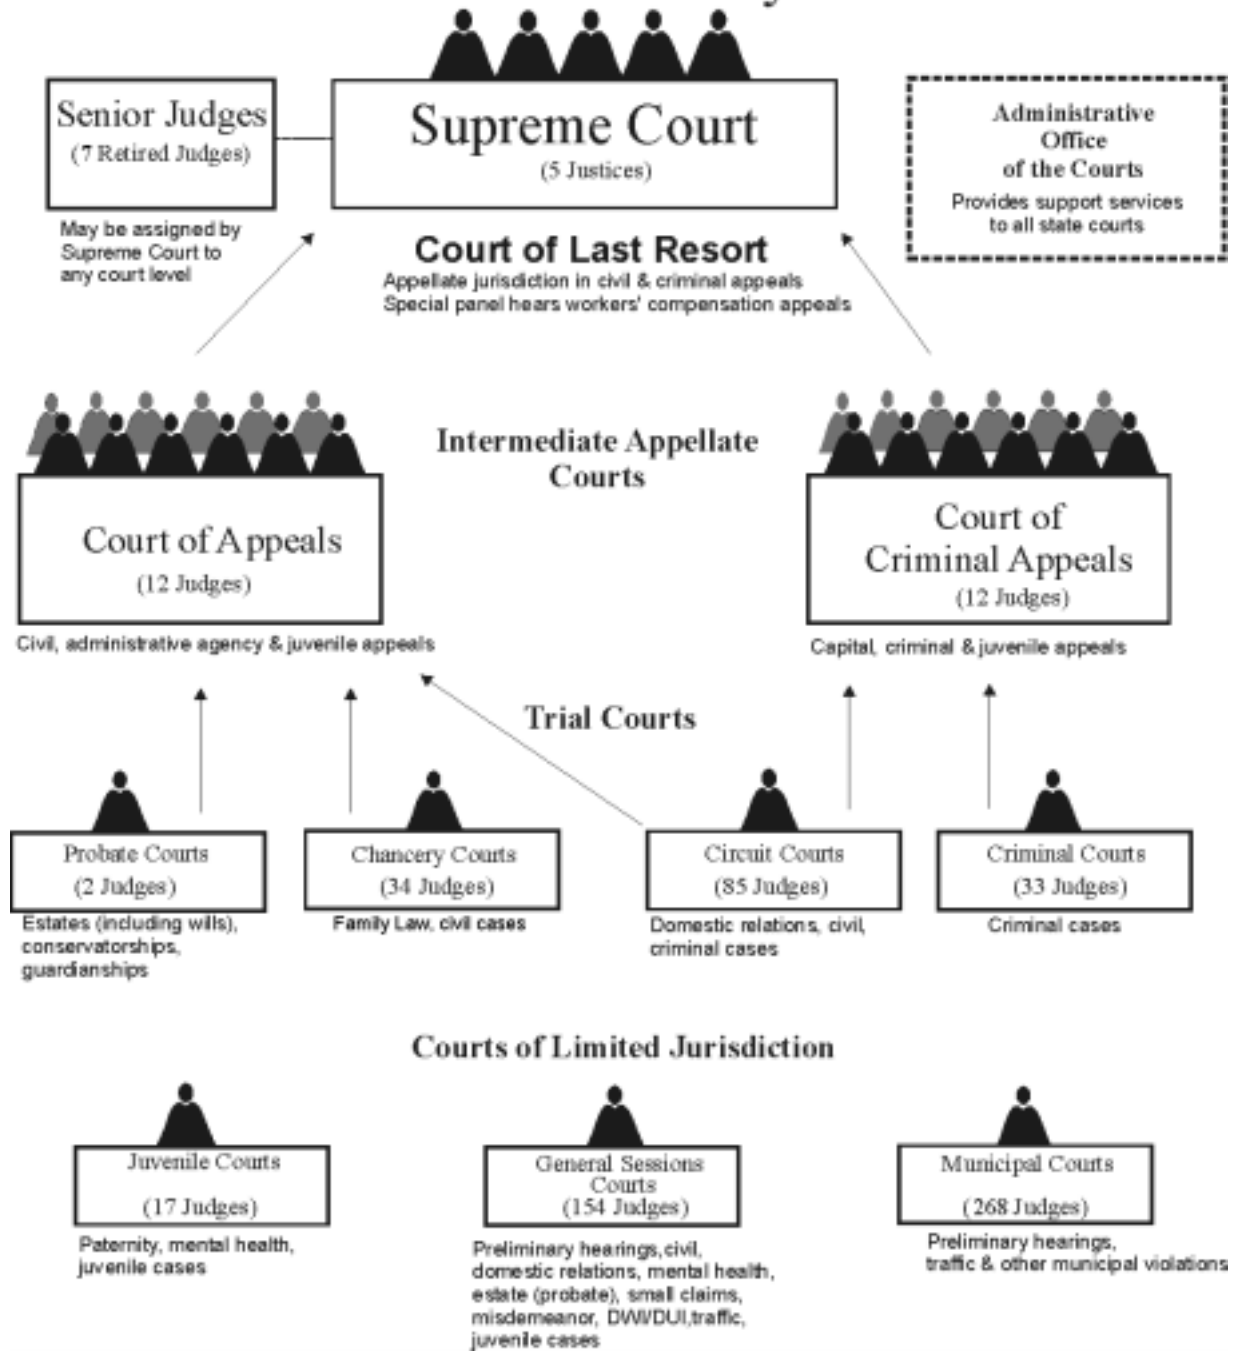 Senior Judges
(7 Retired Judges)
May be assigned by
Supreme Court to
any court level
Supreme Court
(5 Justices)
Court of Last Resort
Appellate jurisdiction in civil & criminal appeals
Special panel hears workers' compensation appeals
Administrative
Office
of the Courts
Provides support services
to all state courts
Intermediate Appellate
Courts
Court of Appeals
(12 Judges)
Civil, administrative agency & juvenile appeals
Court of
Criminal Appeals
(12 Judges)
Capital, criminal & juvenile appeals
Trial Courts
Probate Courts
(2 Judges)
Estates (including wills),
conservatorships,
guardianships
Chancery Courts
(34 Judges)
Family Law, civil cases
Circuit Courts
(85 Judges)
Domestic relations, civil,
criminal cases
Criminal Courts
(33 Judges)
Criminal cases
Courts of Limited Jurisdiction
Juvenile Courts
(17 Judges)
Paternity, mental health,
juvenile cases
General Sessions
Courts
(154 Judges)
Preliminary hearings,civil,
domestic relations, mental health,
estate (probate), small claims,
misdemeanor, DWI/DUI,traffic,
juvenile cases
Municipal Courts
(268 Judges)
Preliminary hearings,
traffic & other municipal violations